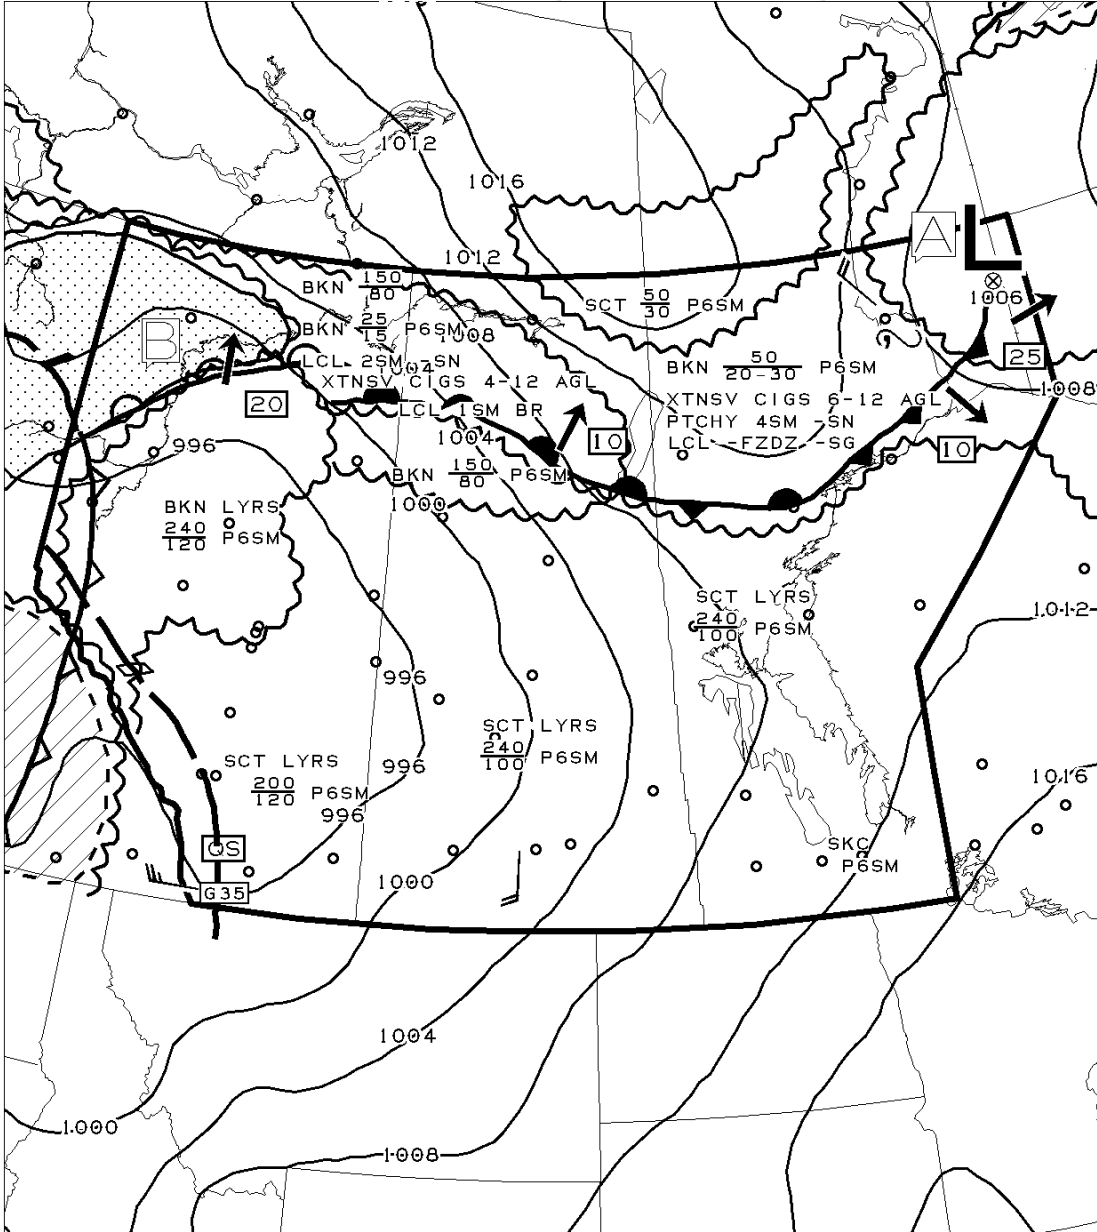 A
L
1006
1012
1016
1012
BKN 150
80
SCT 50 P6SM
30
BKN 25 P6SM
15
1008
LCL 2SM -SN
XTNSV CIGS 4-12 AGL
LCL 1SM BR
B
BKN 50 P6SM
20-30
XTNSV CIGS 6-12 AGL
PTCHY 4SM -SN
LCL -FZDZ -SG
25
1008
20
10
10
996
1004
BKN 150 P6SM
80
1000
BKN LYRS
240 P6SM
120
SCT LYRS
240 P6SM
100
1012
996
SCT LYRS
240 P6SM
100
SCT LYRS
200 P6SM
120
996
996
1016
QS
G35
SKC
P6SM
1000
1004
1000
1008